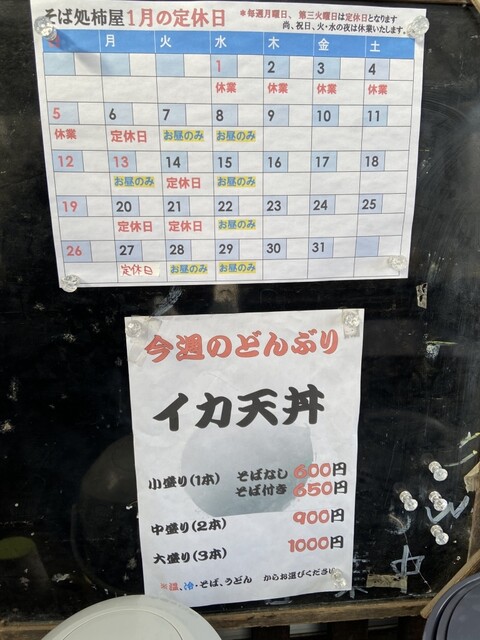 そば処柿屋1月の定休日 *毎週月曜日、第三火曜日は定休日となります
尚、祝日、火・水の夜は休業いたします。
日 月 火 水 木 金 土
1 2 3 4
休業 休業 休業 休業
5 6 7 8 9 10 11
休業 定休日 お昼のみ お昼のみ
12 13 14 15 16 17 18
お昼のみ 定休日 お昼のみ
19 20 21 22 23 24 25
定休日 定休日 お昼のみ
26 27 28 29 30 31
定休日 お昼のみ お昼のみ
今週のどんぶり
イカ天丼
小盛り(1本) そばなし 600円
そば付き 650円
中盛り(2本) 900円
大盛り(3本) 1000円
*温、冷・そば、うどん からお選びください